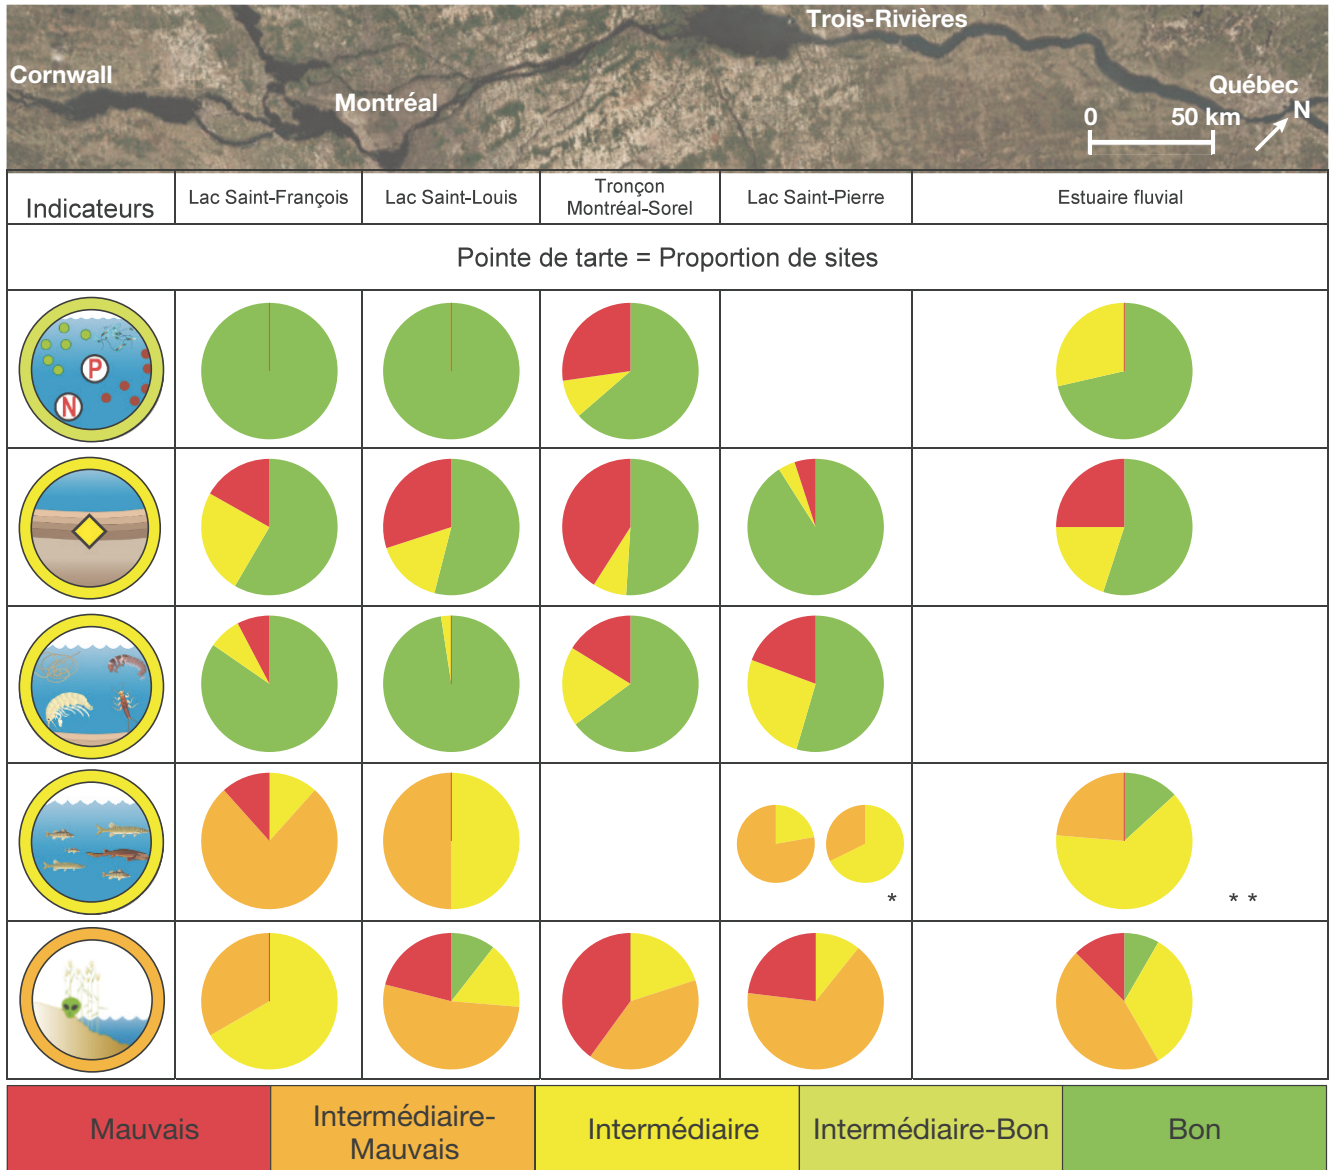 Trois-Rivières
Cornwall
Montréal
Québec
N
0 50 km
Indicateurs
Lac Saint-François
Lac Saint-Louis
Tronçon
Montréal-Sorel
Lac Saint-Pierre
Estuaire fluvial
Pointe de tarte = Proportion de sites
P
N
*
* *
Mauvais
Intermédiaire-
Mauvais
Intermédiaire
Intermédiaire-Bon
Bon